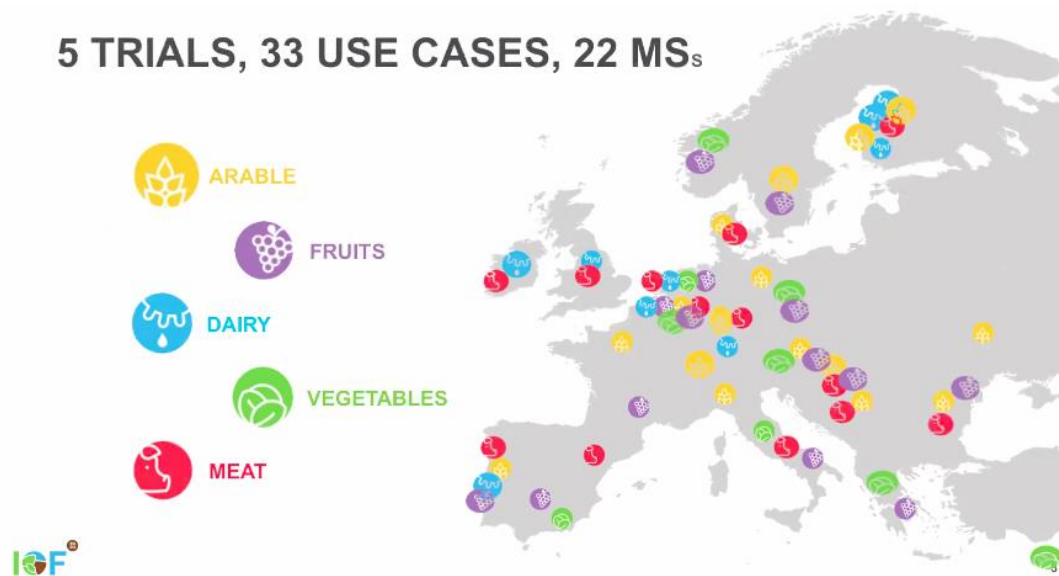 5 TRIALS, 33 USE CASES, 22 MSs
ARABLE
FRUITS
DAIRY
VEGETABLES
MEAT
IOF